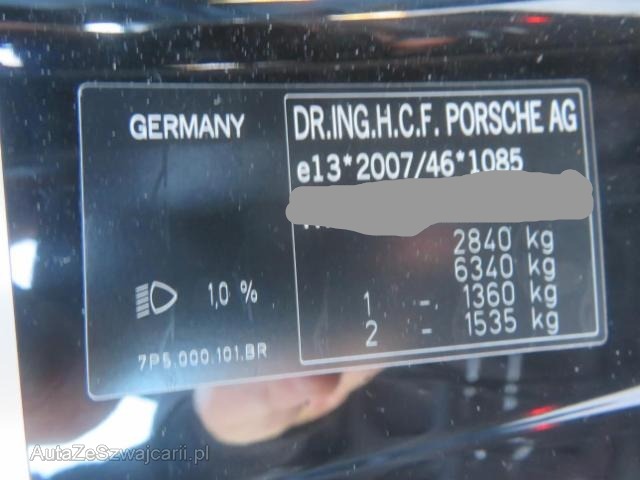 GERMANY
DR.ING.H.C.F. PORSCHE AG
e13*2007/46*1085
2840 kg
6340 kg
1 - 1360 kg
2 - 1535 kg
1,0 %
7P5.000.101.BR
AutaZeSzwajcarii.pl